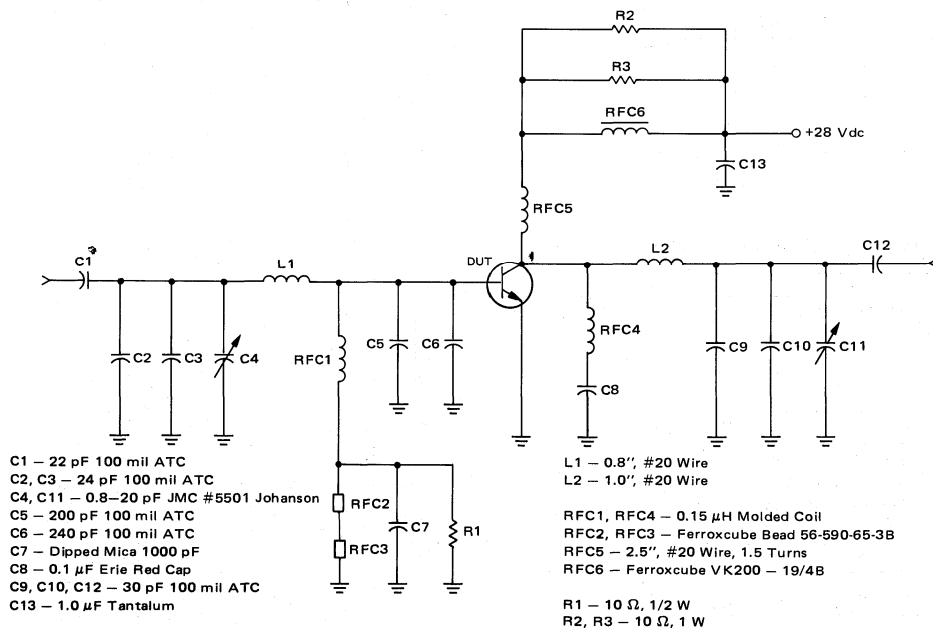 R2
R3
RFC6
+28 Vdc
C13
RFC5
C1
L1
DUT
L2
C12
C2
C3
C4
RFC1
C5
C6
RFC4
C8
C9
C10
C11
RFC2
RFC3
C7
R1
C1 – 22 pF 100 mil ATC
C2, C3 – 24 pF 100 mil ATC
C4, C11 – 0.8–20 pF JMC #5501 Johanson
C5 – 200 pF 100 mil ATC
C6 – 240 pF 100 mil ATC
C7 – Dipped Mica 1000 pF
C8 – 0.1 μF Erie Red Cap
C9, C10, C12 – 30 pF 100 mil ATC
C13 – 1.0 μF Tantalum
L1 – 0.8'', #20 Wire
L2 – 1.0'', #20 Wire
RFC1, RFC4 – 0.15 μH Molded Coil
RFC2, RFC3 – Ferroxcube Bead 56-590-65-3B
RFC5 – 2.5'', #20 Wire, 1.5 Turns
RFC6 – Ferroxcube VK200 – 19/4B
R1 – 10 Ω, 1/2 W
R2, R3 – 10 Ω, 1 W